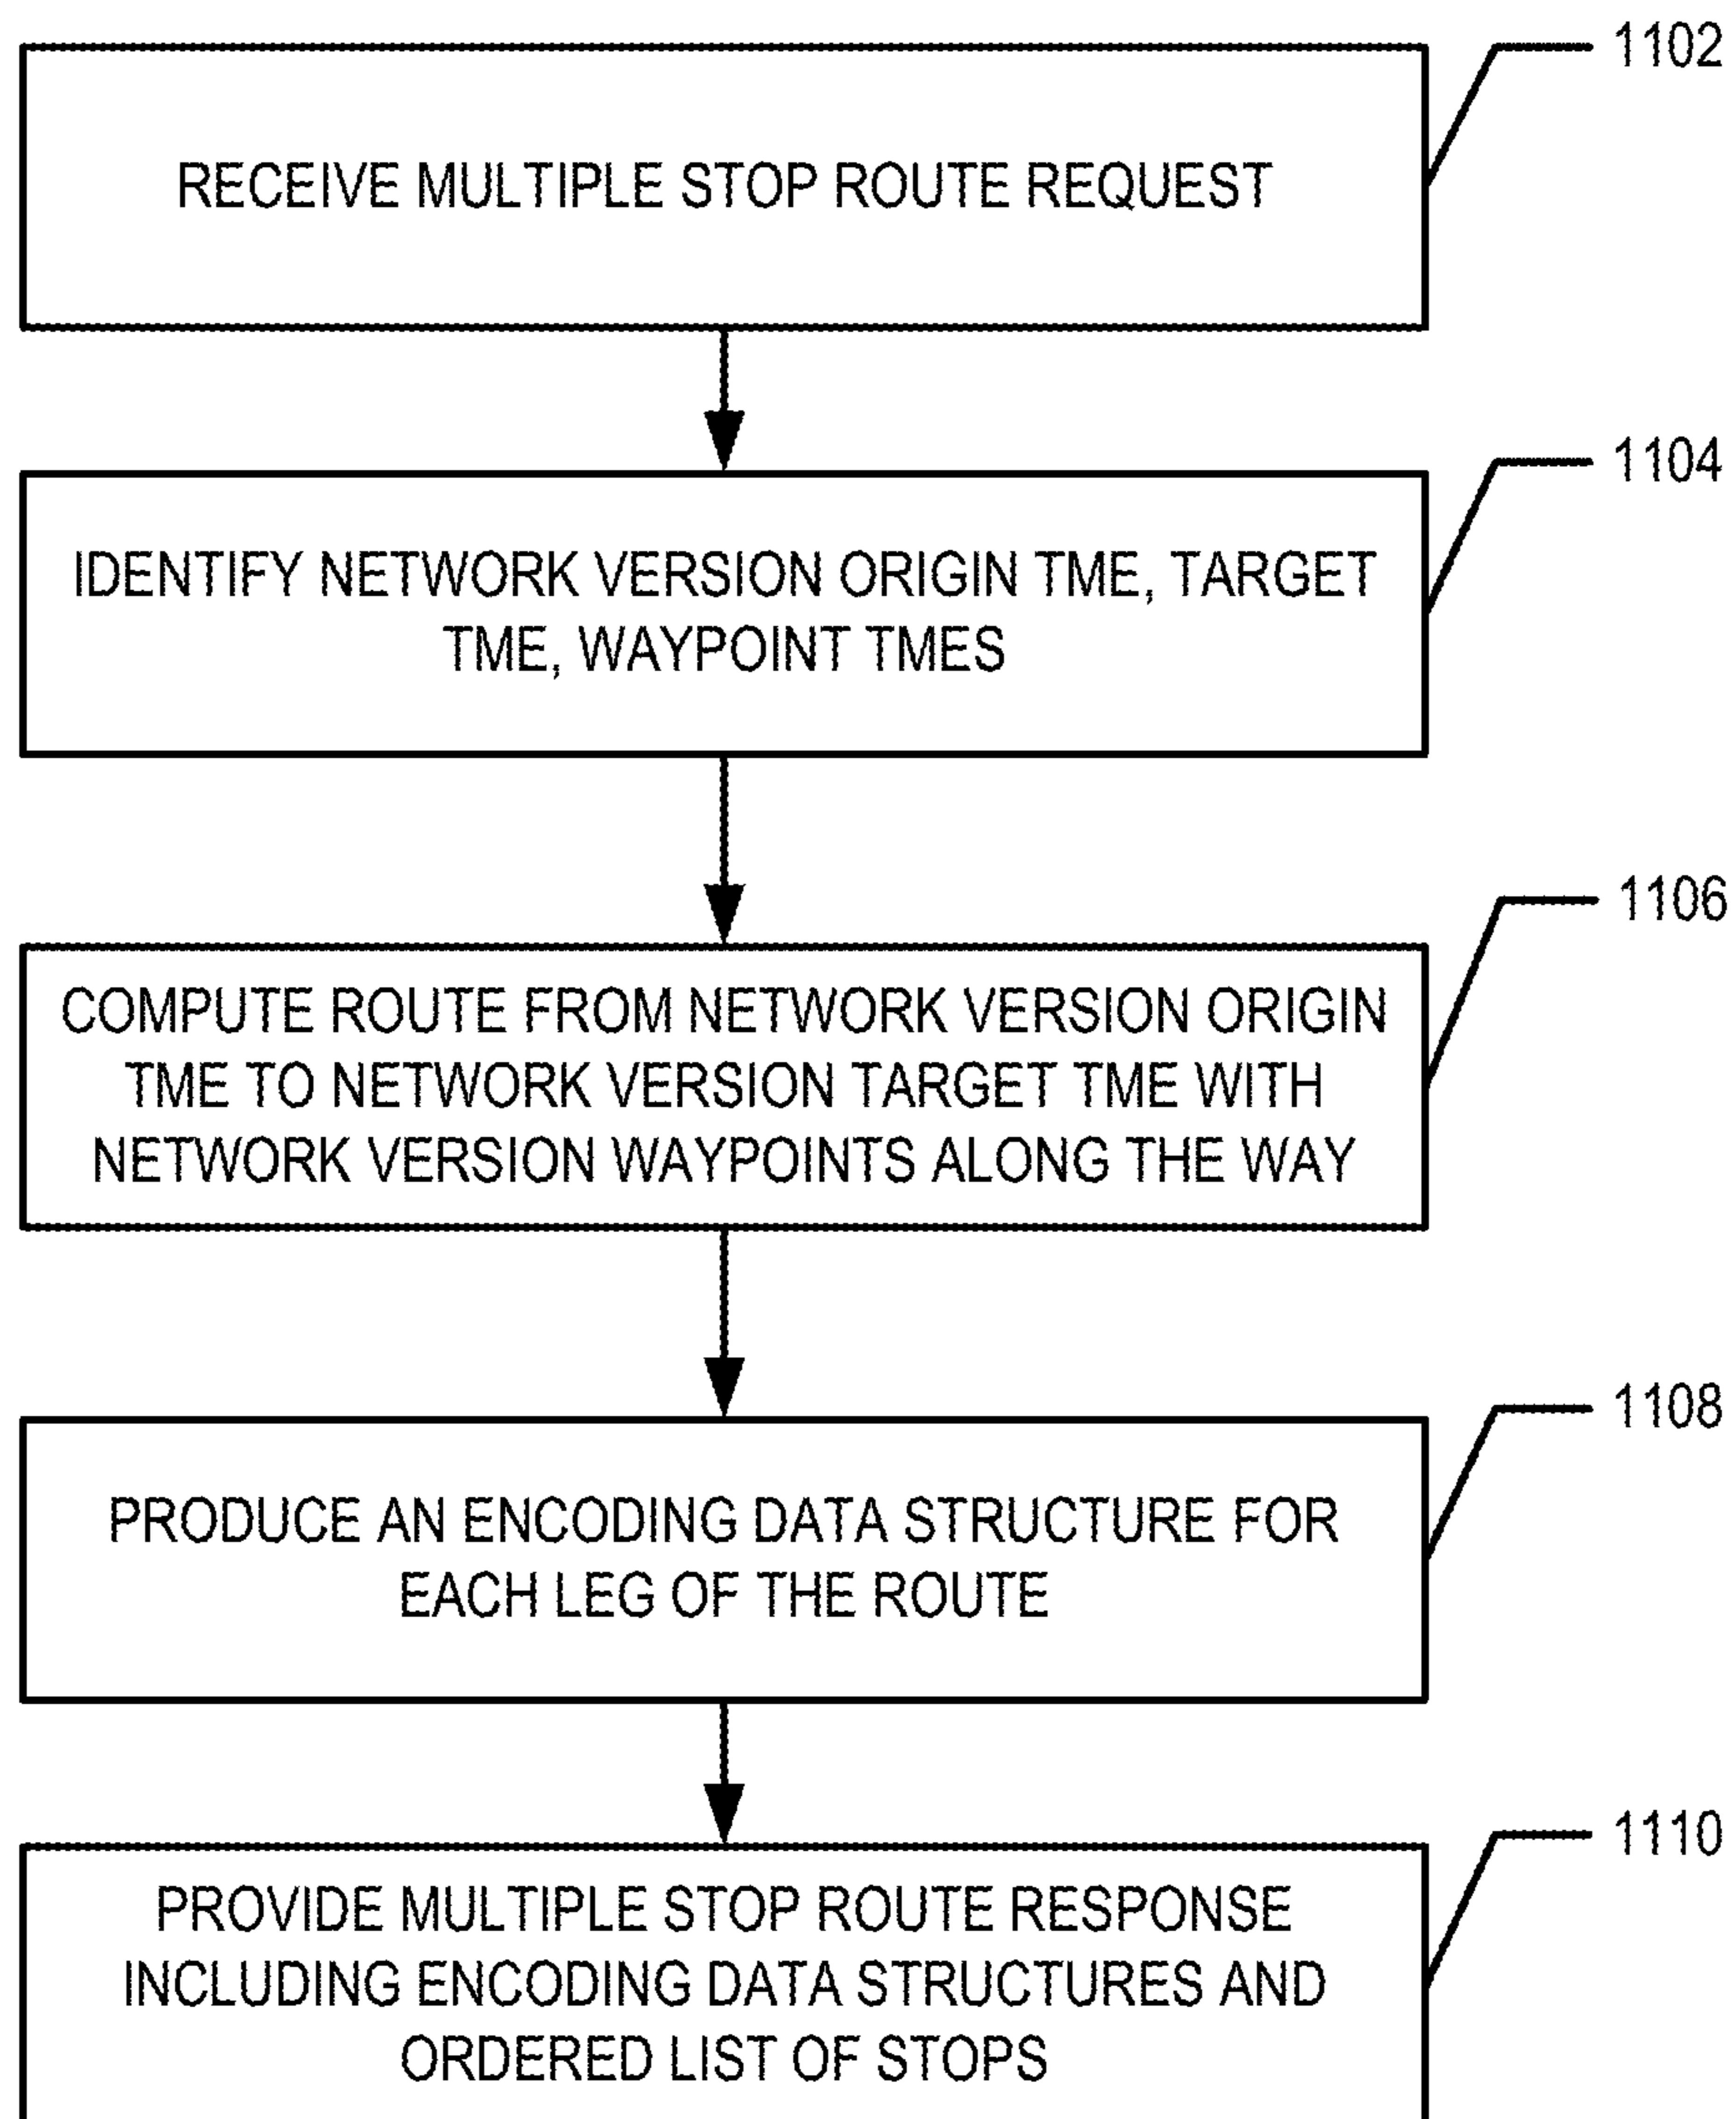 1102
RECEIVE MULTIPLE STOP ROUTE REQUEST
1104
IDENTIFY NETWORK VERSION ORIGIN TME, TARGET
TME, WAYPOINT TMES
1106
COMPUTE ROUTE FROM NETWORK VERSION ORIGIN
TME TO NETWORK VERSION TARGET TME WITH
NETWORK VERSION WAYPOINTS ALONG THE WAY
1108
PRODUCE AN ENCODING DATA STRUCTURE FOR
EACH LEG OF THE ROUTE
1110
PROVIDE MULTIPLE STOP ROUTE RESPONSE
INCLUDING ENCODING DATA STRUCTURES AND
ORDERED LIST OF STOPS